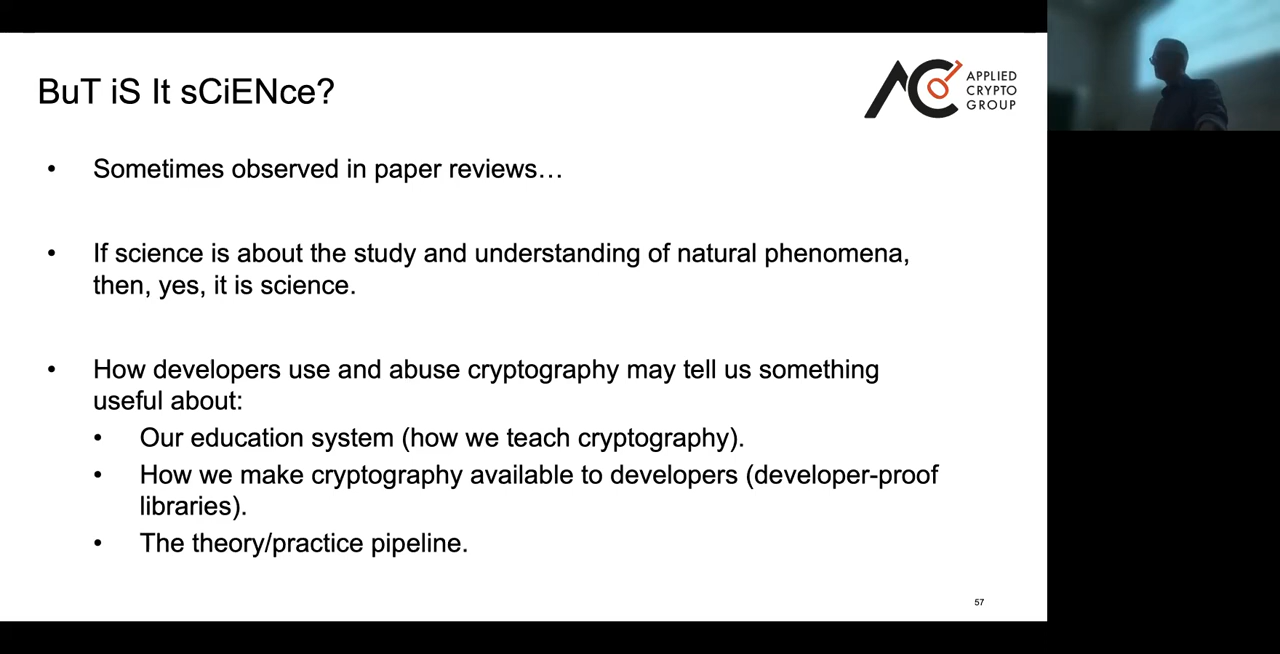 BuT iS It sCiENce?
APPLIED
CRYPTO
GROUP
• Sometimes observed in paper reviews…
• If science is about the study and understanding of natural phenomena,
then, yes, it is science.
• How developers use and abuse cryptography may tell us something
useful about:
• Our education system (how we teach cryptography).
• How we make cryptography available to developers (developer-proof
libraries).
• The theory/practice pipeline.
57